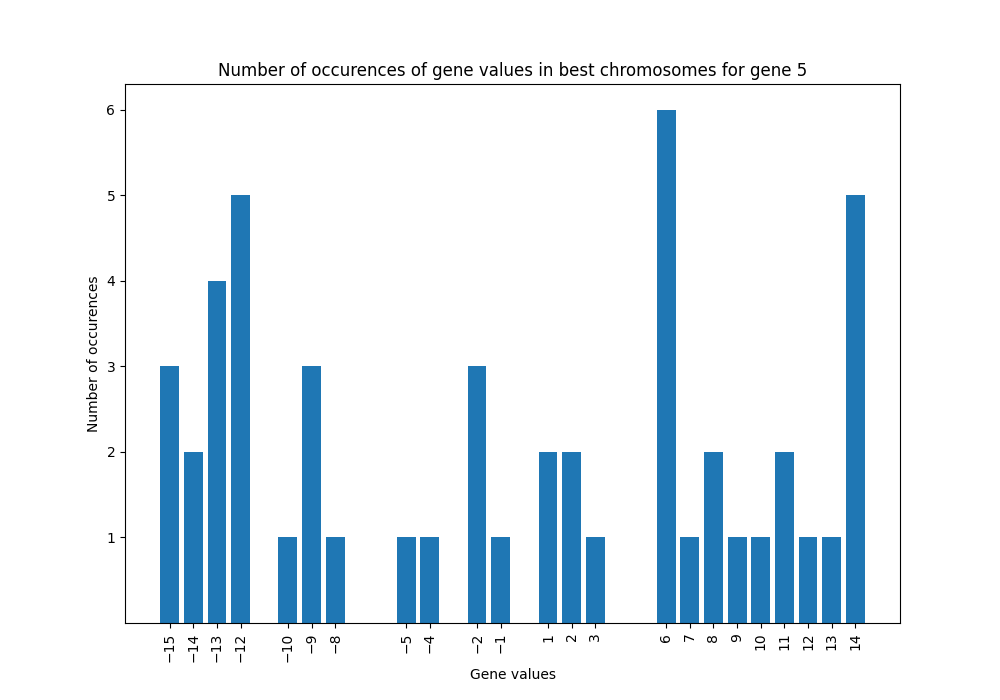 Number of occurences of gene values in best chromosomes for gene 5
Number of occurences
6
5
4
3
2
1
−15 −14 −13 −12 −10 −9 −8 −5 −4 −2 −1 1 2 3 6 7 8 9 10 11 12 13 14
Gene values